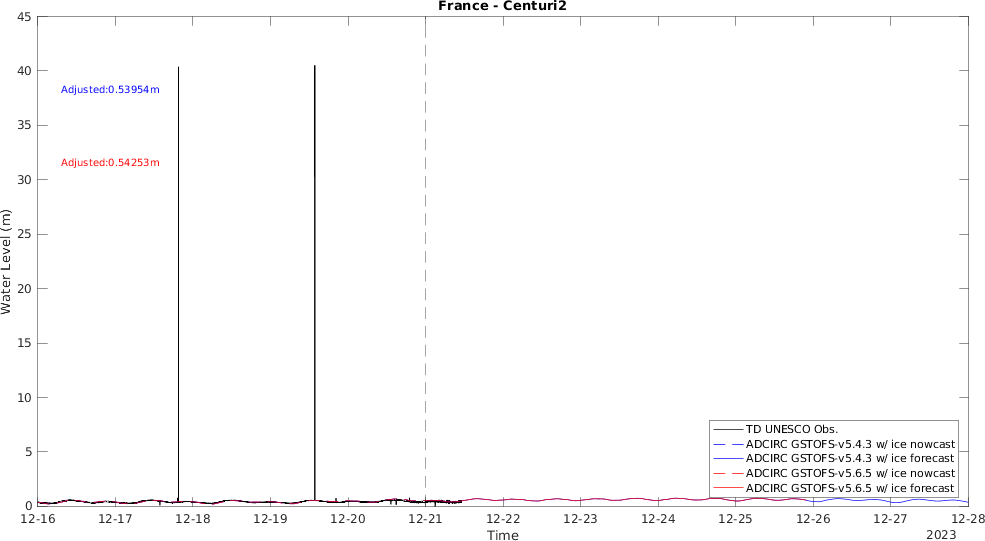 France - Centuri2
45
40
35
30
25
20
15
10
5
0
Water Level (m)
Adjusted:0.53954m
Adjusted:0.54253m
TD UNESCO Obs.
ADCIRC GSTOFS-v5.4.3 w/ ice nowcast
ADCIRC GSTOFS-v5.4.3 w/ ice forecast
ADCIRC GSTOFS-v5.6.5 w/ ice nowcast
ADCIRC GSTOFS-v5.6.5 w/ ice forecast
12-16 12-17 12-18 12-19 12-20 12-21 12-22 12-23 12-24 12-25 12-26 12-27 12-28
Time
2023